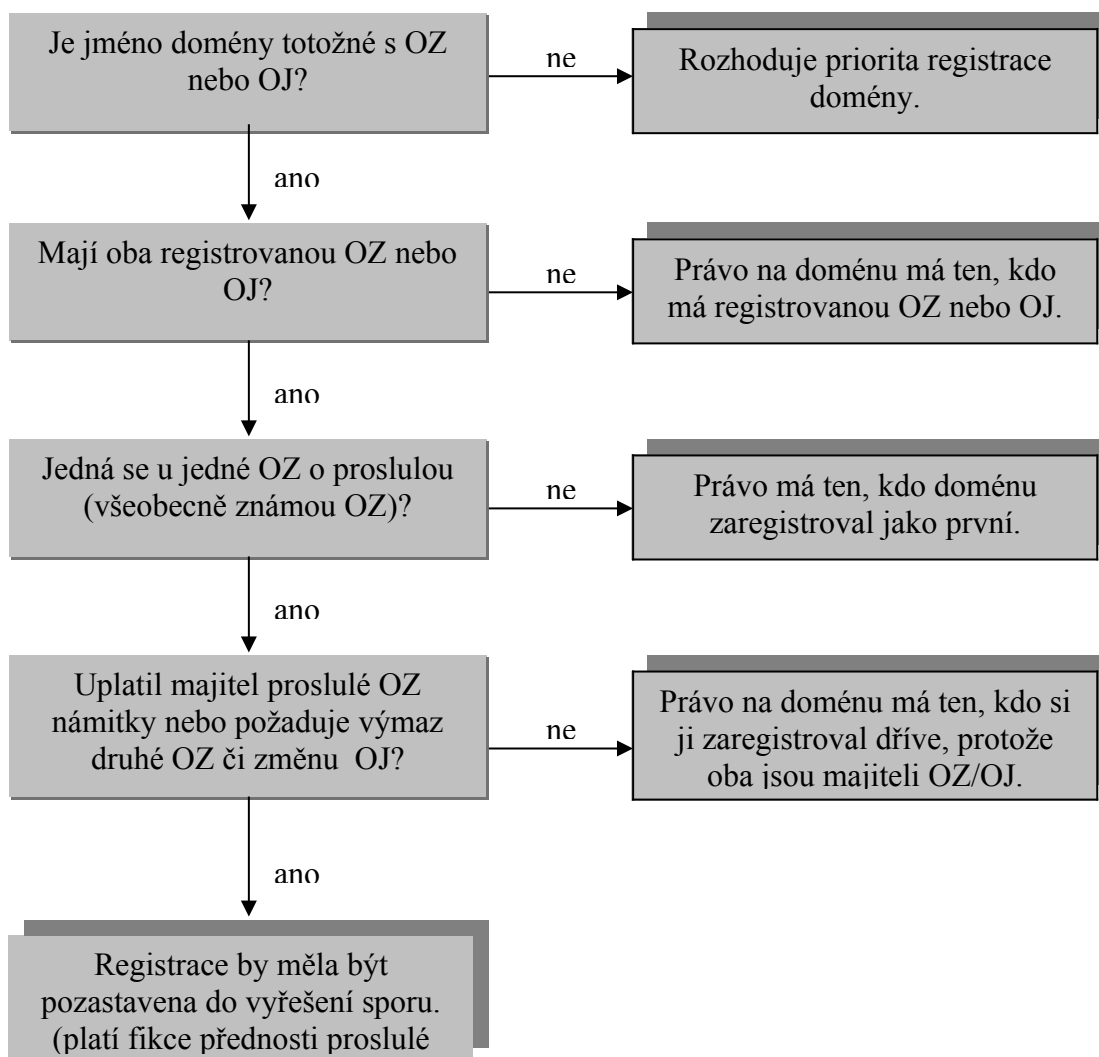 Je jméno domény totožné s OZ
nebo OJ?
ne
Rozhoduje priorita registrace
domény.
ano
Mají oba registrovanou OZ nebo
OJ?
ne
Právo na doménu má ten, kdo
má registrovanou OZ nebo OJ.
ano
Jedná se u jedné OZ o proslulou
(všeobecně známou OZ)?
ne
Právo má ten, kdo doménu
zaregistroval jako první.
ano
Uplatil majitel proslulé OZ
námitky nebo požaduje výmaz
druhé OZ či změnu OJ?
ne
Právo na doménu má ten, kdo si
ji zaregistroval dříve, protože
oba jsou majiteli OZ/OJ.
ano
Registrace by měla být
pozastavena do vyřešení sporu.
(platí fikce přednosti proslulé